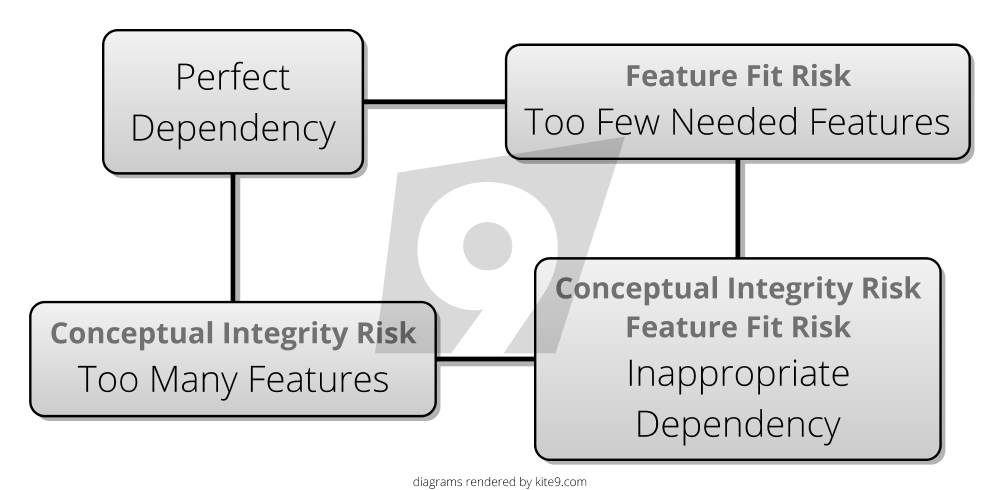 Perfect
Dependency
Feature Fit Risk
Too Few Needed Features
Conceptual Integrity Risk
Too Many Features
Conceptual Integrity Risk
Feature Fit Risk
Inappropriate
Dependency
9
diagrams rendered by kite9.com